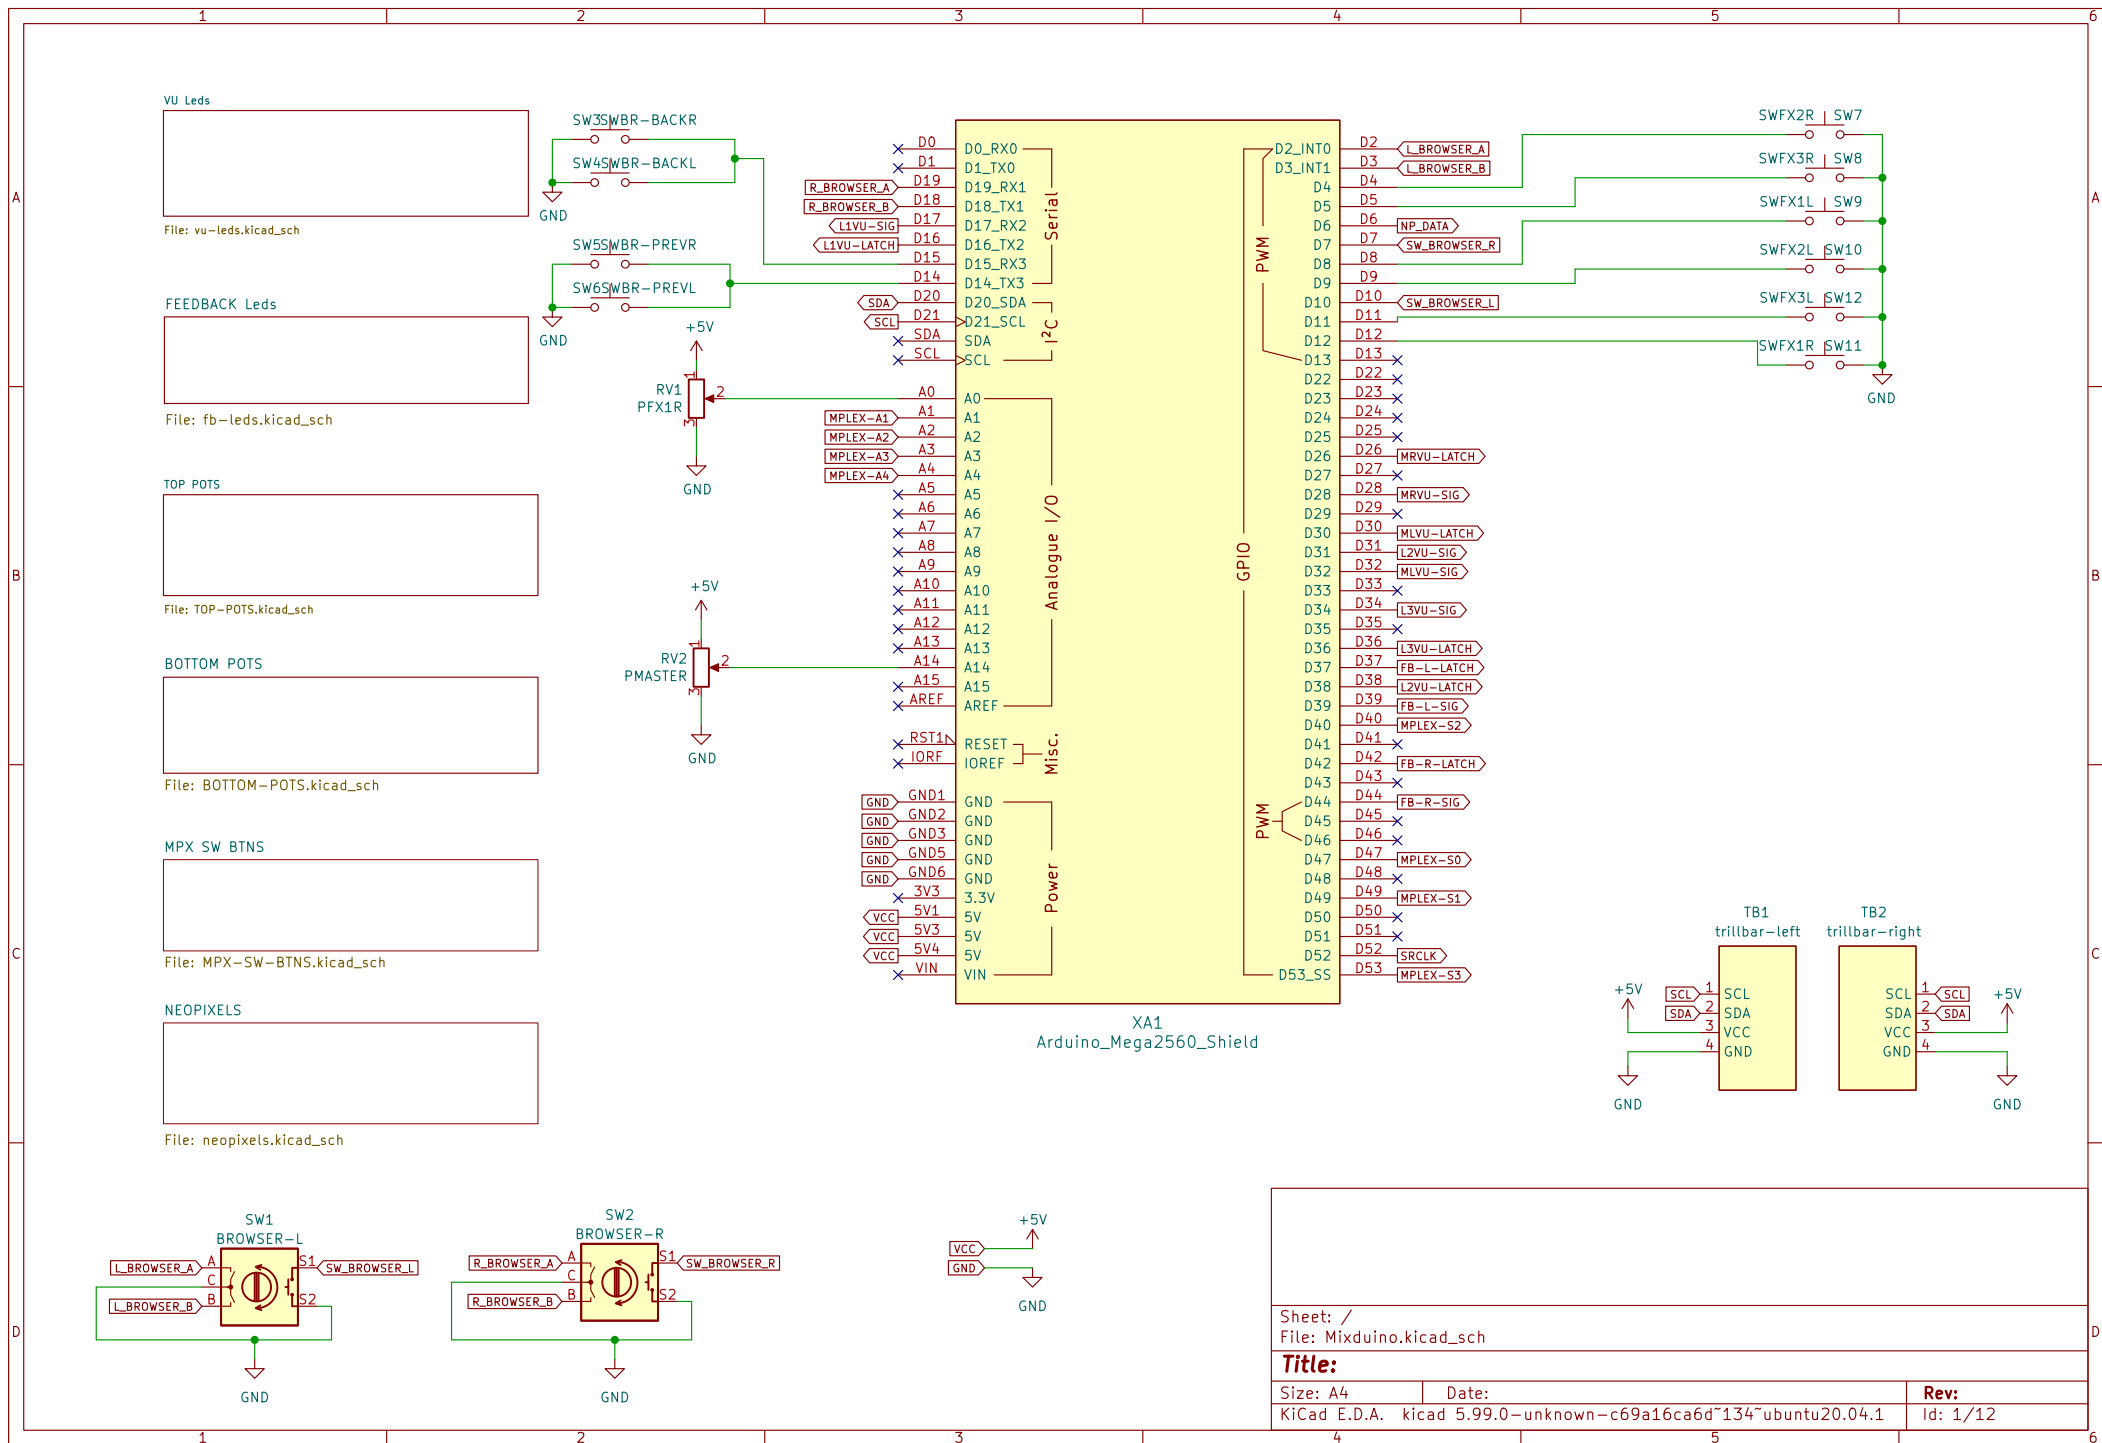 1 2 3 4 5 6
A
B
C
D
A
B
C
D
1 2 3 4 5 6
VU Leds
File: vu-leds.kicad_sch
FEEDBACK Leds
File: fb-leds.kicad_sch
TOP POTS
File: TOP-POTS.kicad_sch
BOTTOM POTS
File: BOTTOM-POTS.kicad_sch
MPX SW BTNS
File: MPX-SW-BTNS.kicad_sch
NEOPIXELS
File: neopixels.kicad_sch
SW3 SWBR-BACKR
SW4 SWBR-BACKL
GND
SW5 SWBR-PREVR
SW6 SWBR-PREVL
GND
+5V
1
RV1
PFX1R
2
3
GND
+5V
1
RV2
PMASTER
2
3
GND
D0 D0_RX0
D1 D1_TX0
R_BROWSER_A D19 D19_RX1
R_BROWSER_B D18 D18_TX1
L1VU-SIG D17 D17_RX2
L1VU-LATCH D16 D16_TX2
D15 D15_RX3
D14 D14_TX3
Serial
SDA D20 D20_SDA
SCL D21 D21_SCL
SDA SDA
SCL SCL
I²C
A0 A0
MPLEX-A1 A1 A1
MPLEX-A2 A2 A2
MPLEX-A3 A3 A3
MPLEX-A4 A4 A4
A5 A5
A6 A6
A7 A7
A8 A8
A9 A9
A10 A10
A11 A11
A12 A12
A13 A13
A14 A14
A15 A15
AREF AREF
Analogue I/O
RST1 RESET
IORF IOREF
Misc.
GND GND1 GND
GND GND2 GND
GND GND3 GND
GND GND5 GND
GND GND6 GND
3V3 3.3V
VCC 5V1 5V
VCC 5V3 5V
VCC 5V4 5V
VIN VIN
Power
PWM
GPIO
PWM
D2_INT0 D2 L_BROWSER_A
D3_INT1 D3 L_BROWSER_B
D4 D4
D5 D5
D6 D6 NP_DATA
D7 D7 SW_BROWSER_R
D8 D8
D9 D9
D10 D10 SW_BROWSER_L
D11 D11
D12 D12
D13 D13
D22 D22
D23 D23
D24 D24
D25 D25
D26 D26 MRVU-LATCH
D27 D27
D28 D28 MRVU-SIG
D29 D29
D30 D30 MLVU-LATCH
D31 D31 L2VU-SIG
D32 D32 MLVU-SIG
D33 D33
D34 D34 L3VU-SIG
D35 D35
D36 D36 L3VU-LATCH
D37 D37 FB-L-LATCH
D38 D38 L2VU-LATCH
D39 D39 FB-L-SIG
D40 D40 MPLEX-S2
D41 D41
D42 D42 FB-R-LATCH
D43 D43
D44 D44 FB-R-SIG
D45 D45
D46 D46
D47 D47 MPLEX-S0
D48 D48
D49 D49 MPLEX-S1
D50 D50
D51 D51
D52 D52 SRCLK
D53_SS D53 MPLEX-S3
XA1
Arduino_Mega2560_Shield
SWFX2R SW7
SWFX3R SW8
SWFX1L SW9
SWFX2L SW10
SWFX3L SW12
SWFX1R SW11
GND
TB1
trillbar-left
+5V
SCL 1 SCL
SDA 2 SDA
3 VCC
4 GND
GND
TB2
trillbar-right
+5V
SCL 1 SCL
SDA 2 SDA
VCC 3
GND 4
GND
SW1
BROWSER-L
L_BROWSER_A A S1 SW_BROWSER_L
C
L_BROWSER_B B S2
GND
SW2
BROWSER-R
R_BROWSER_A A S1 SW_BROWSER_R
C
R_BROWSER_B B S2
GND
+5V
VCC
GND
GND
Sheet: /
File: Mixduino.kicad_sch
Title:
Size: A4 Date: Rev:
KiCad E.D.A. kicad 5.99.0-unknown-c69a16ca6d~134~ubuntu20.04.1 Id: 1/12